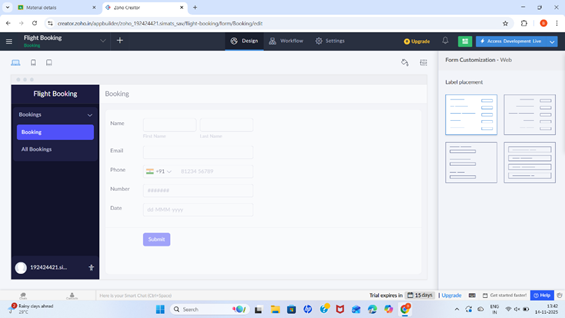 Material details
Zoho Creator
creator.zoho.in/appbuilder/zoho_192424421.simats_uw/flight-booking/form/Booking/edit
Flight Booking
Booking
Design
Workflow
Settings
Upgrade
Access Development Live
Form Customization - Web
Label placement
Flight Booking
Bookings
Booking
All Bookings
192424421.si...
Booking
Name
First Name Last Name
Email
Phone +91 81234 56789
Number #######
Date dd-MMM-yyyy
Submit
Here is your Smart Chat (Ctrl+Space)
Trial expires in 15 days Upgrade
Get started faster!
Help
Rainy days ahead
28°C
Search
ENG
IN
13:42
14-11-2025